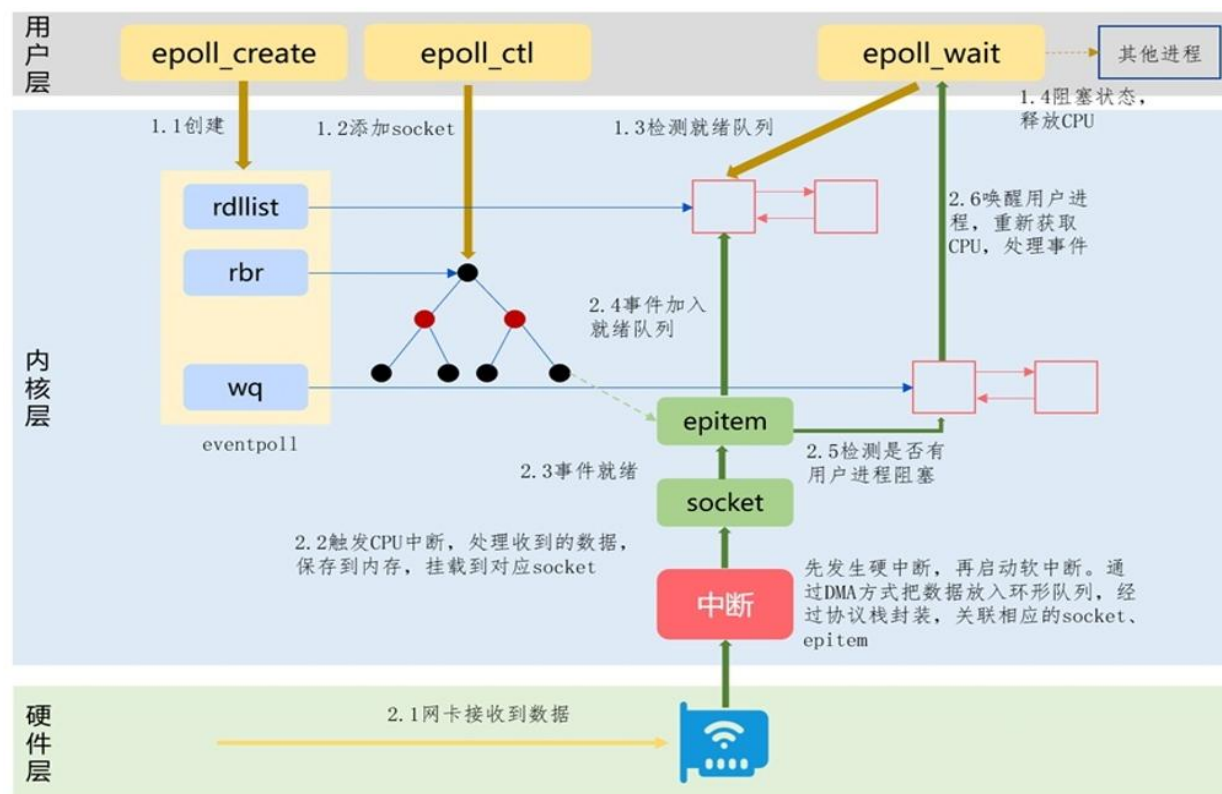 用户层
epoll_create
epoll_ctl
epoll_wait
其他进程
1.1创建
1.2添加socket
1.3检测就绪队列
1.4阻塞状态，
释放CPU
内核层
rdllist
rbr
wq
eventpoll
2.6唤醒用户进
程，重新获取
CPU，处理事件
2.4事件加入
就绪队列
epitem
2.5检测是否有
用户进程阻塞
2.3事件就绪
socket
2.2触发CPU中断，处理收到的数据，
保存到内存，挂载到对应socket
中断
先发生硬中断，再启动软中断。通
过DMA方式把数据放入环形队列，经
过协议栈封装，关联相应的socket、
epitem
硬件层
2.1网卡接收到数据